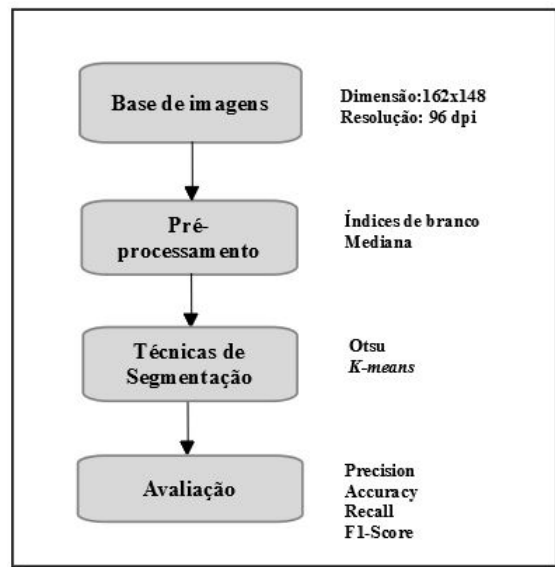 Base de imagens
Dimensão:162x148
Resolução: 96 dpi
Pré-
processamento
Índices de branco
Mediana
Técnicas de
Segmentação
Otsu
K-means
Avaliação
Precision
Accuracy
Recall
F1-Score